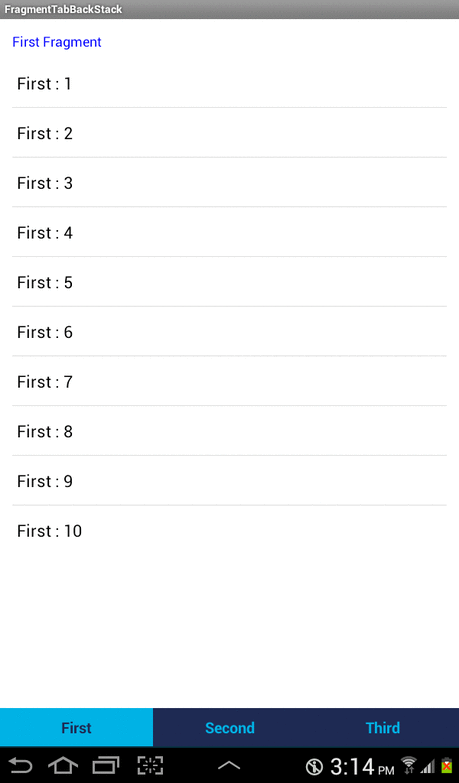 FragmentTabBackStack
First Fragment
First : 1
First : 2
First : 3
First : 4
First : 5
First : 6
First : 7
First : 8
First : 9
First : 10
First Second Third
3:14 PM